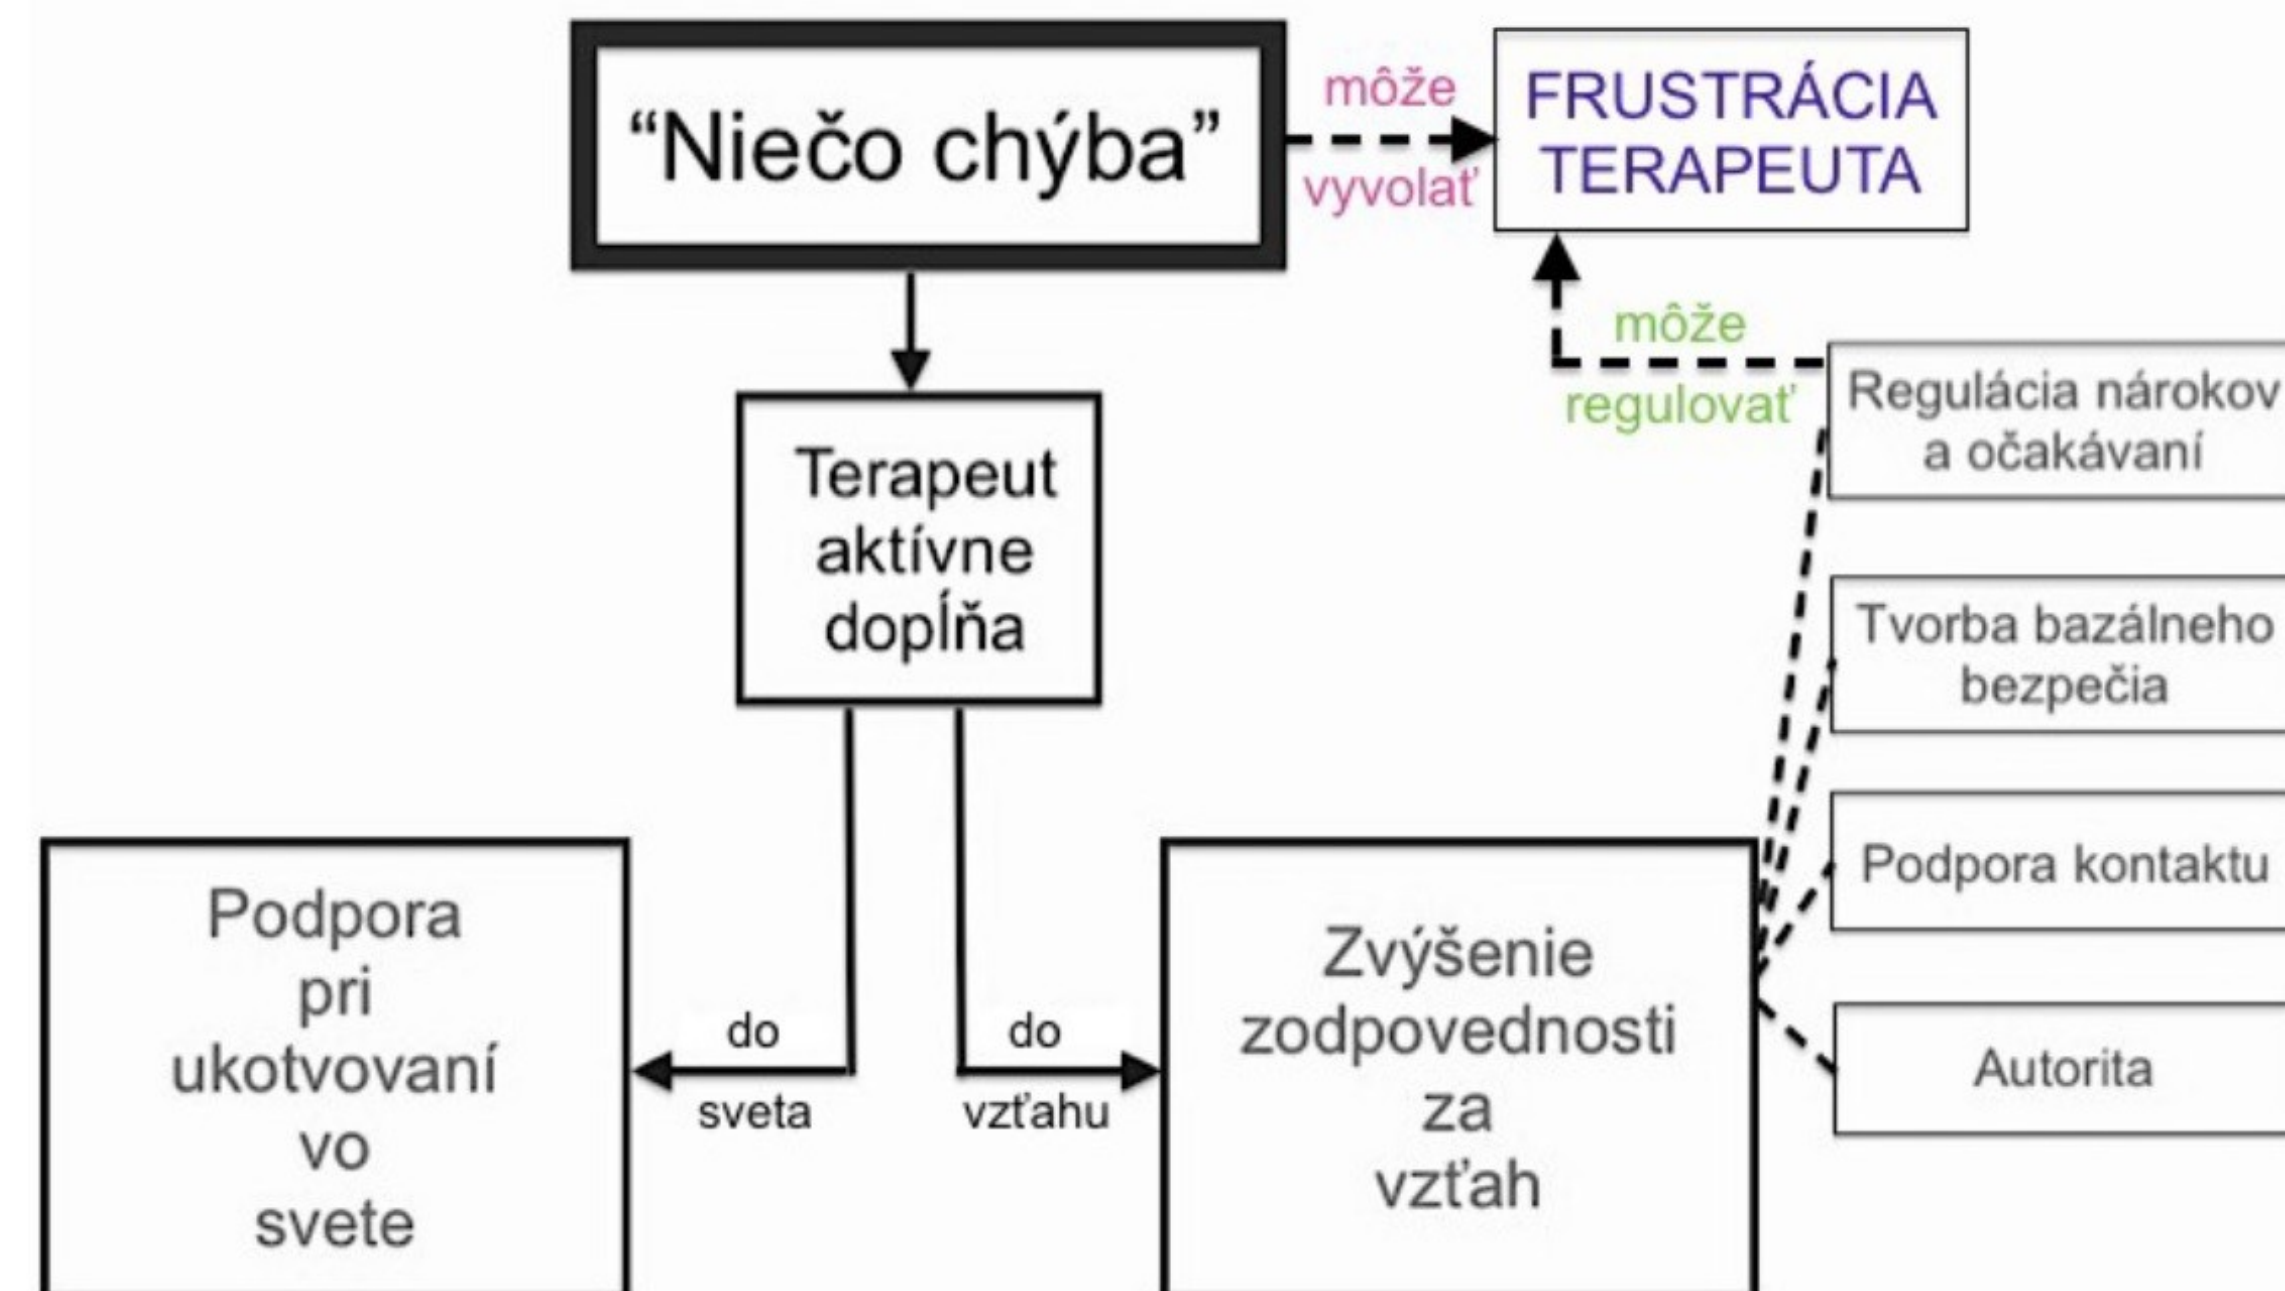 “Niečo chýba”
môže
vyvolať
FRUSTRÁCIA
TERAPEUTA
môže
regulovať
Regulácia nárokov
a očakávaní
Terapeut
aktívne
dopĺňa
Tvorba bazálneho
bezpečia
Podpora kontaktu
Autorita
Podpora
pri
ukotvovaní
vo
svete
do
sveta
do
vzťahu
Zvýšenie
zodpovednosti
za
vzťah